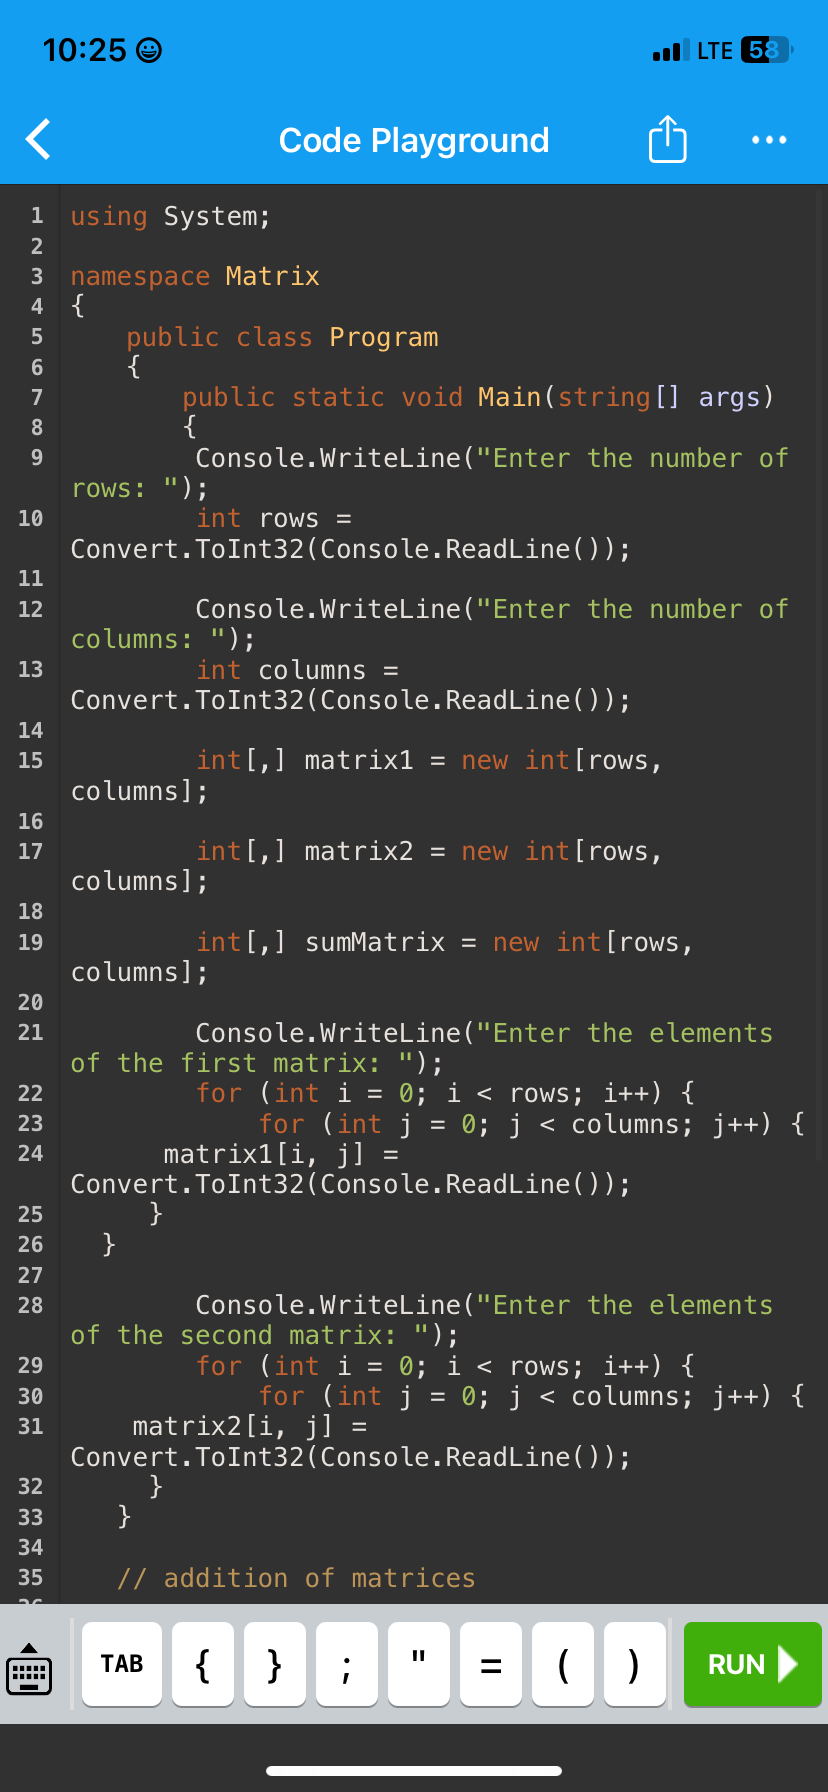 10:25 LTE 58
Code Playground
1 using System;
2
3 namespace Matrix
4 {
5 public class Program
6 {
7 public static void Main(string[] args)
8 {
9 Console.WriteLine("Enter the number of
rows: ");
10 int rows =
Convert.ToInt32(Console.ReadLine());
11
12 Console.WriteLine("Enter the number of
columns: ");
13 int columns =
Convert.ToInt32(Console.ReadLine());
14
15 int[,] matrix1 = new int[rows,
columns];
16
17 int[,] matrix2 = new int[rows,
columns];
18
19 int[,] sumMatrix = new int[rows,
columns];
20
21 Console.WriteLine("Enter the elements
of the first matrix: ");
22 for (int i = 0; i < rows; i++) {
23 for (int j = 0; j < columns; j++) {
24 matrix1[i, j] =
Convert.ToInt32(Console.ReadLine());
25 }
26 }
27
28 Console.WriteLine("Enter the elements
of the second matrix: ");
29 for (int i = 0; i < rows; i++) {
30 for (int j = 0; j < columns; j++) {
31 matrix2[i, j] =
Convert.ToInt32(Console.ReadLine());
32 }
33 }
34
35 // addition of matrices
TAB { } ; " = ( ) RUN